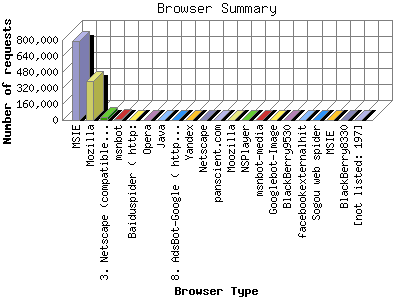 Browser Summary
Number of requests
800,000
640,000
480,000
320,000
160,000
0
MSIE
Mozilla
3. Netscape (compatible...
msnbot
Baiduspider ( http:
Opera
Java
8. AdsBot-Google ( http...
Yandex
Netscape
panscient.com
Moozilla
NSPlayer
msnbot-media
Googlebot-Image
BlackBerry9530
facebookexternalhit
Sogou web spider
MSIE
BlackBerry8330
[not listed: 197]
Browser Type